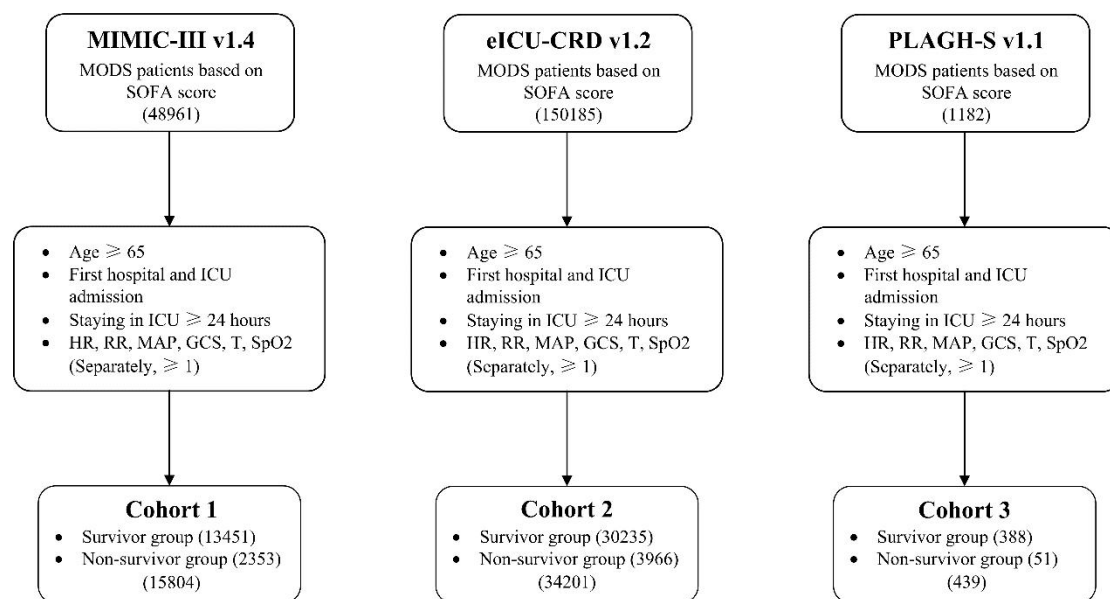 MIMIC-III v1.4
MODS patients based on
SOFA score
(48961)
eICU-CRD v1.2
MODS patients based on
SOFA score
(150185)
PLAGH-S v1.1
MODS patients based on
SOFA score
(1182)
• Age ⩾ 65
• First hospital and ICU
admission
• Staying in ICU ⩾ 24 hours
• HR, RR, MAP, GCS, T, SpO2
(Separately, ⩾ 1)
• Age ⩾ 65
• First hospital and ICU
admission
• Staying in ICU ⩾ 24 hours
• HR, RR, MAP, GCS, T, SpO2
(Separately, ⩾ 1)
• Age ⩾ 65
• First hospital and ICU
admission
• Staying in ICU ⩾ 24 hours
• HR, RR, MAP, GCS, T, SpO2
(Separately, ⩾ 1)
Cohort 1
• Survivor group (13451)
• Non-survivor group (2353)
(15804)
Cohort 2
• Survivor group (30235)
• Non-survivor group (3966)
(34201)
Cohort 3
• Survivor group (388)
• Non-survivor group (51)
(439)